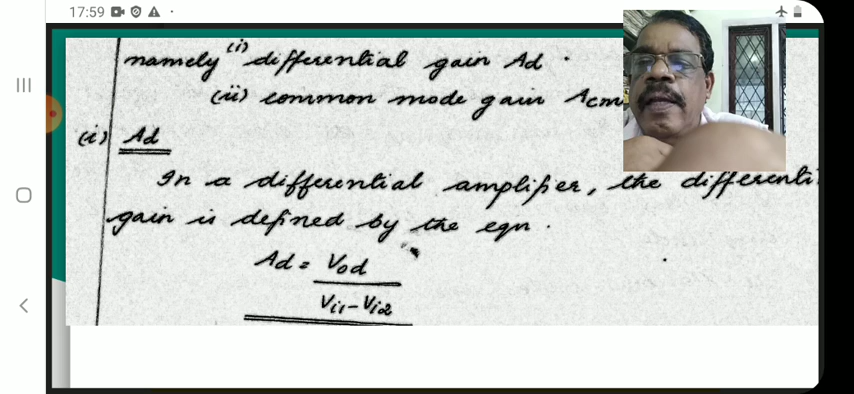 17:59
namely (i) differential gain Ad .
(ii) common mode gain Acm
(i) Ad
In a differential amplifier, the differenti
gain is defined by the eqn .
Ad = Vod
Vi1 - Vi2